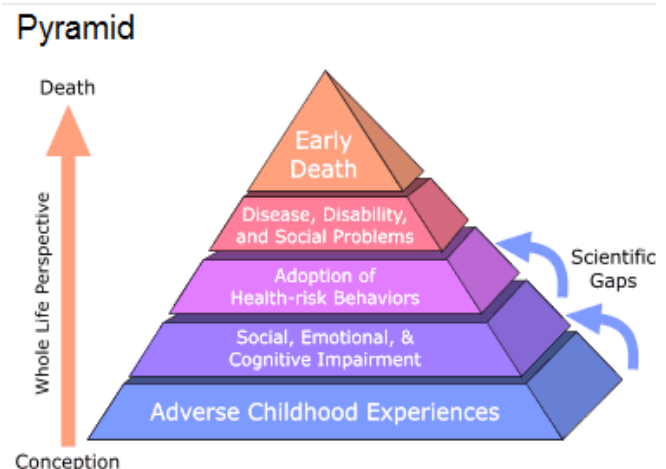 Pyramid
Death
Early
Death
Disease, Disability,
and Social Problems
Adoption of
Health-risk Behaviors
Social, Emotional, &
Cognitive Impairment
Adverse Childhood Experiences
Scientific
Gaps
Whole Life Perspective
Conception